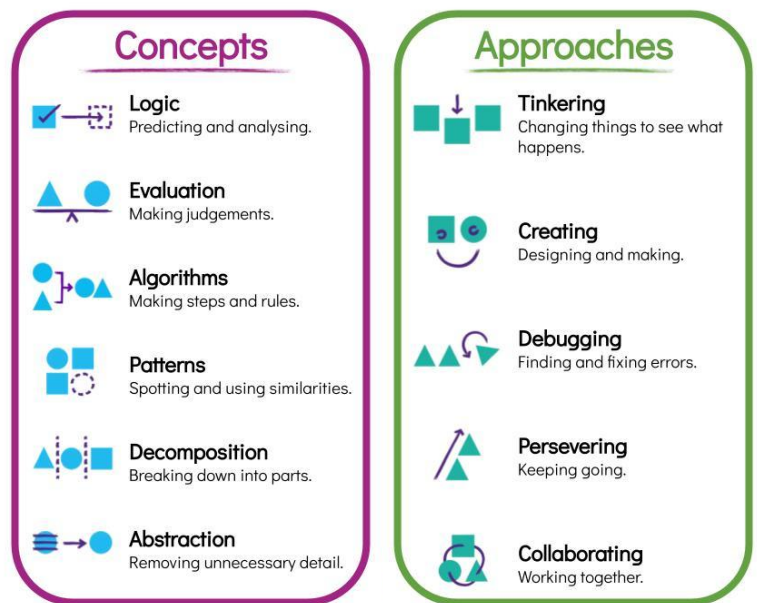 Concepts
Logic
Predicting and analysing.
Evaluation
Making judgements.
Algorithms
Making steps and rules.
Patterns
Spotting and using similarities.
Decomposition
Breaking down into parts.
Abstraction
Removing unnecessary detail.
Approaches
Tinkering
Changing things to see what
happens.
Creating
Designing and making.
Debugging
Finding and fixing errors.
Persevering
Keeping going.
Collaborating
Working together.